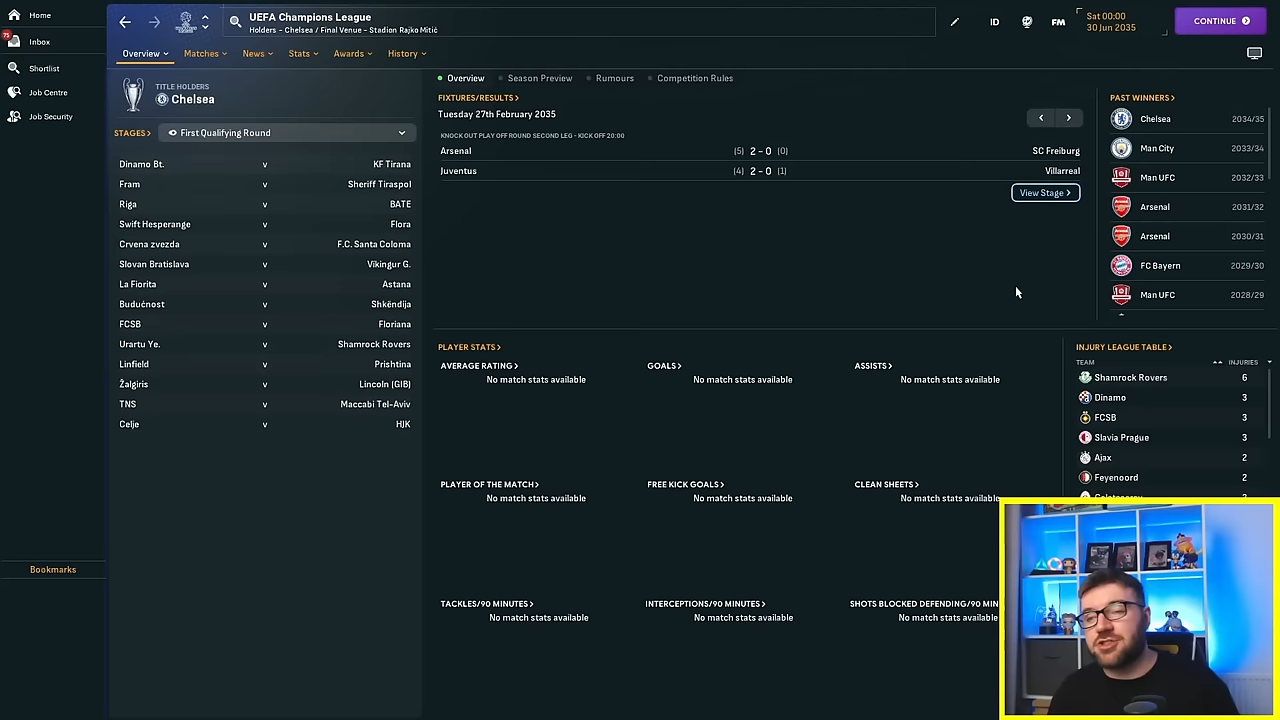 Home
75
Inbox
Shortlist
Job Centre
Job Security
Bookmarks
UEFA Champions League
Holders - Chelsea / Final Venue - Stadion Rajko Mitić
ID
FM
Sat 00:00
30 Jun 2035
CONTINUE
Overview
Matches
News
Stats
Awards
History
TITLE HOLDERS
Chelsea
STAGES
First Qualifying Round
Dinamo Bt. v KF Tirana
Fram v Sheriff Tiraspol
Riga v BATE
Swift Hesperange v Flora
Crvena zvezda v F.C. Santa Coloma
Slovan Bratislava v Víkingur G.
La Fiorita v Astana
Budućnost v Shkëndija
FCSB v Floriana
Urartu Ye. v Shamrock Rovers
Linfield v Prishtina
Žalgiris v Lincoln (GIB)
TNS v Maccabi Tel-Aviv
Celje v HJK
Overview
Season Preview
Rumours
Competition Rules
FIXTURES/RESULTS
Tuesday 27th February 2035
KNOCK OUT PLAY OFF ROUND SECOND LEG - KICK OFF 20:00
Arsenal (5) 2 - 0 (0) SC Freiburg
Juventus (4) 2 - 0 (1) Villarreal
View Stage
PAST WINNERS
Chelsea 2034/35
Man City 2033/34
Man UFC 2032/33
Arsenal 2031/32
Arsenal 2030/31
FC Bayern 2029/30
Man UFC 2028/29
PLAYER STATS
AVERAGE RATING
No match stats available
GOALS
No match stats available
ASSISTS
No match stats available
PLAYER OF THE MATCH
No match stats available
FREE KICK GOALS
No match stats available
CLEAN SHEETS
No match stats available
TACKLES/90 MINUTES
No match stats available
INTERCEPTIONS/90 MINUTES
No match stats available
SHOTS BLOCKED DEFENDING/90 MIN
No match stats available
INJURY LEAGUE TABLE
TEAM INJURIES
Shamrock Rovers 6
Dinamo 3
FCSB 3
Slavia Prague 3
Ajax 2
Feyenoord 2